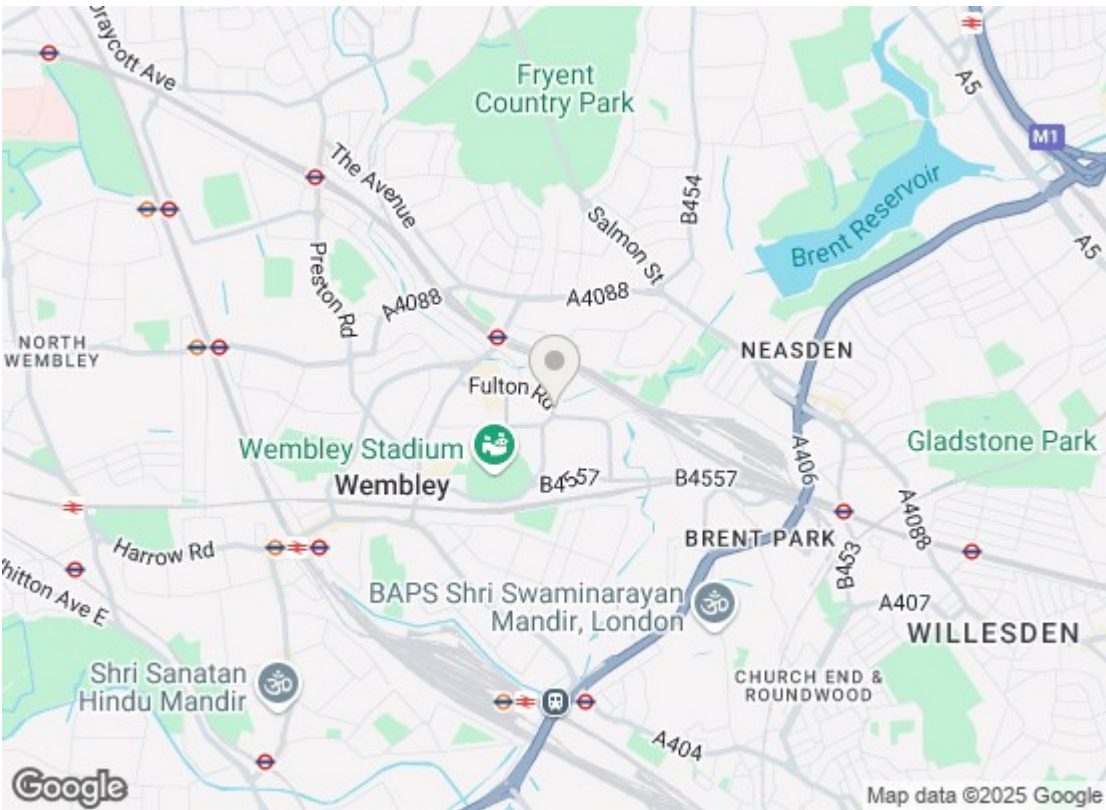 Draycott Ave
A5
Fryent
Country Park
M1
The Avenue
B454
Brent Reservoir
Salmon St
A5
Preston Rd
A4088
A4088
NORTH
WEMBLEY
NEASDEN
Fulton Rd
Wembley Stadium
Gladstone Park
A406
Wembley
B4557
B4557
A4088
BRENT PARK
Harrow Rd
B453
Whitton Ave E
BAPS Shri Swaminarayan
Mandir, London
A407
WILLESDEN
Shri Sanatan
Hindu Mandir
CHURCH END &
ROUNDWOOD
A404
Google
Map data ©2025 Google